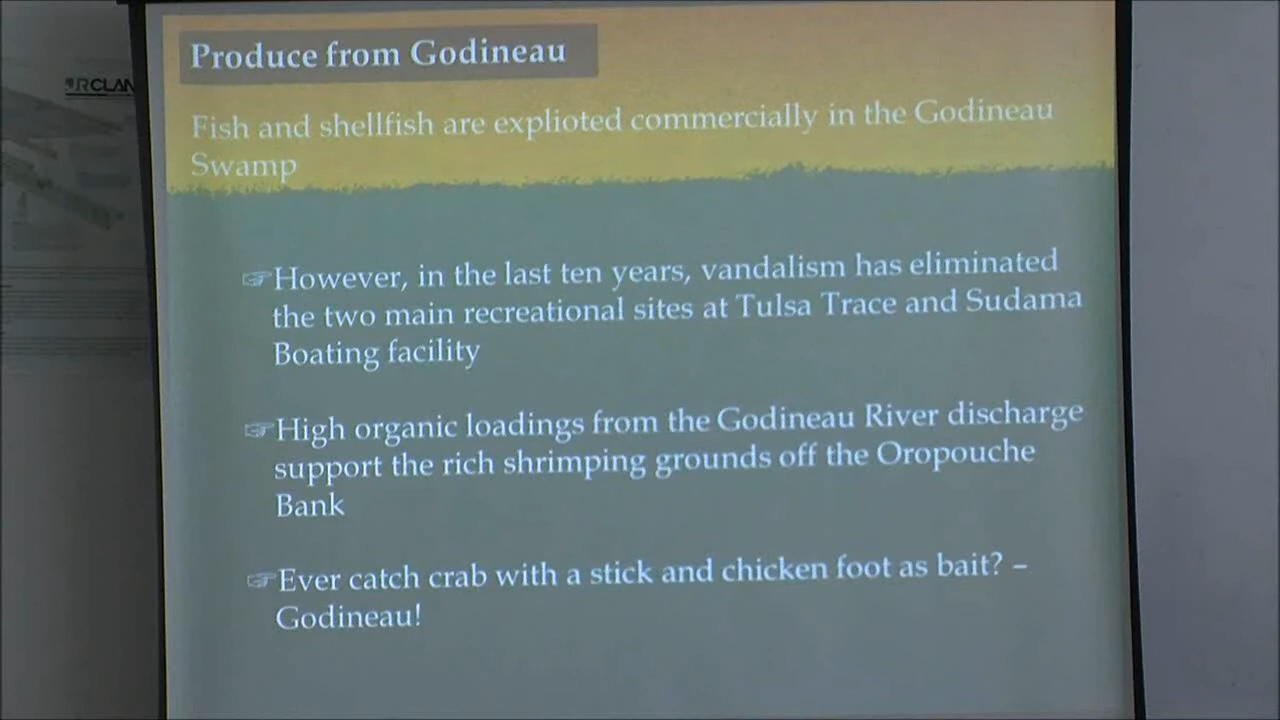 Produce from Godineau
Fish and shellfish are explioted commercially in the Godineau
Swamp
☞However, in the last ten years, vandalism has eliminated
the two main recreational sites at Tulsa Trace and Sudama
Boating facility
☞High organic loadings from the Godineau River discharge
support the rich shrimping grounds off the Oropouche
Bank
☞Ever catch crab with a stick and chicken foot as bait? –
Godineau!